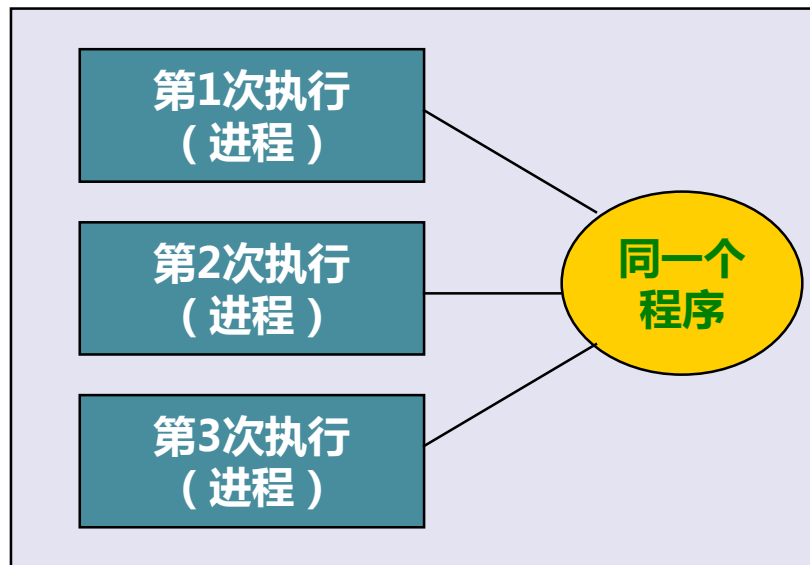 第1次执行
（进程）
第2次执行
（进程）
第3次执行
（进程）
同一个
程序